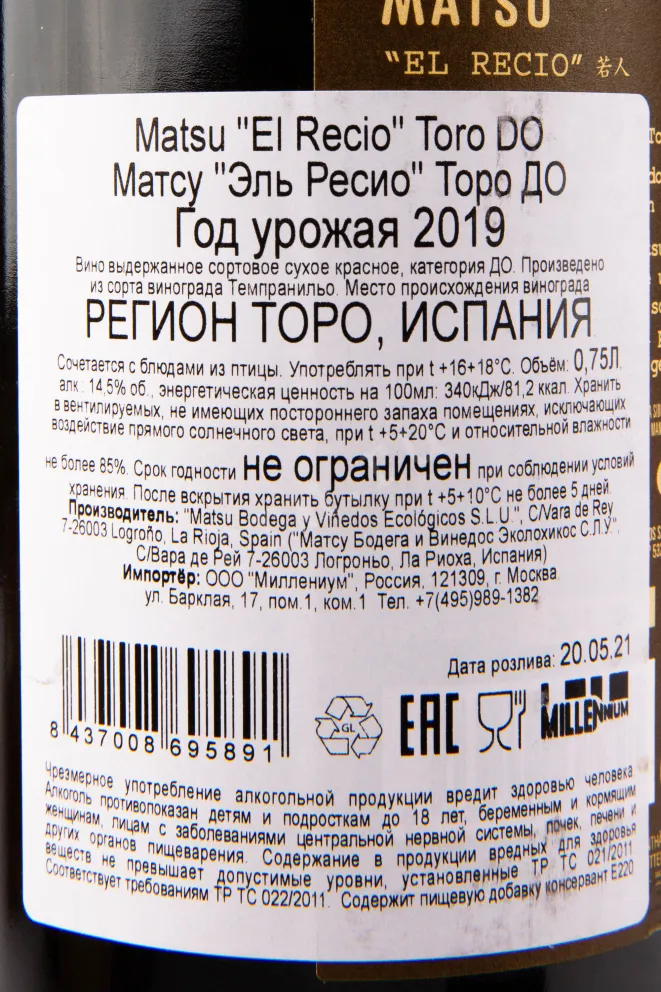 MATSU
"EL RECIO" 若人
Matsu "El Recio" Toro DO
Матсу "Эль Ресио" Торо ДО
Год урожая 2019
Вино выдержанное сортовое сухое красное, категория ДО. Произведено
из сорта винограда Темпранильо. Место происхождения винограда
РЕГИОН ТОРО, ИСПАНИЯ
Сочетается с блюдами из птицы. Употреблять при t +16+18°C. Объём: 0,75Л,
алк.: 14,5% об., энергетическая ценность на 100мл: 340кДж/81,2 ккал. Хранить
в вентилируемых, не имеющих постороннего запаха помещениях, исключающих
воздействие прямого солнечного света, при t +5+20°C и относительной влажности
не более 85%. Срок годности не ограничен при соблюдении условий
хранения. После вскрытия хранить бутылку при t +5+10°C не более 5 дней.
Производитель: "Matsu Bodega y Viñedos Ecológicos S.L.U.", C/Vara de Rey
7-26003 Logroño, La Rioja, Spain ("Матсу Бодега и Винедос Эколохикос С.Л.У".
С/Вара де Рей 7-26003 Логроньо, Ла Риоха, Испания)
Импортёр: ООО "Миллениум", Россия, 121309, г. Москва.
ул. Барклая, 17, пом.1, ком.1 Тел. +7(495)989-1382
Дата розлива: 20.05.21
8 437008 695891
GL
EAC
MILLENNIUM
Чрезмерное употребление алкогольной продукции вредит здоровью человека
Алкоголь противопоказан детям и подросткам до 18 лет, беременным и кормящим
женщинам, лицам с заболеваниями центральной нервной системы, почек, печени и
других органов пищеварения. Содержание в продукции вредных для здоровья
веществ не превышает допустимые уровни, установленные ТР ТС 021/2011
Соответствует требованиям ТР ТС 022/2011. Содержит пищевую добавку консервант E220